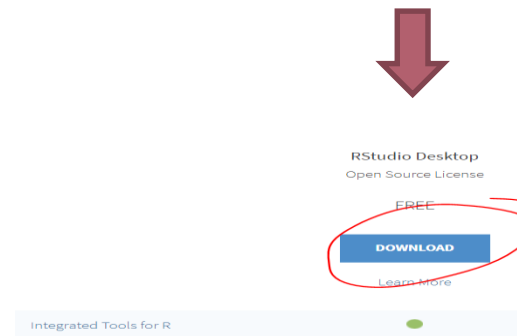 RStudio Desktop
Open Source License
FREE
DOWNLOAD
Learn More
Integrated Tools for R